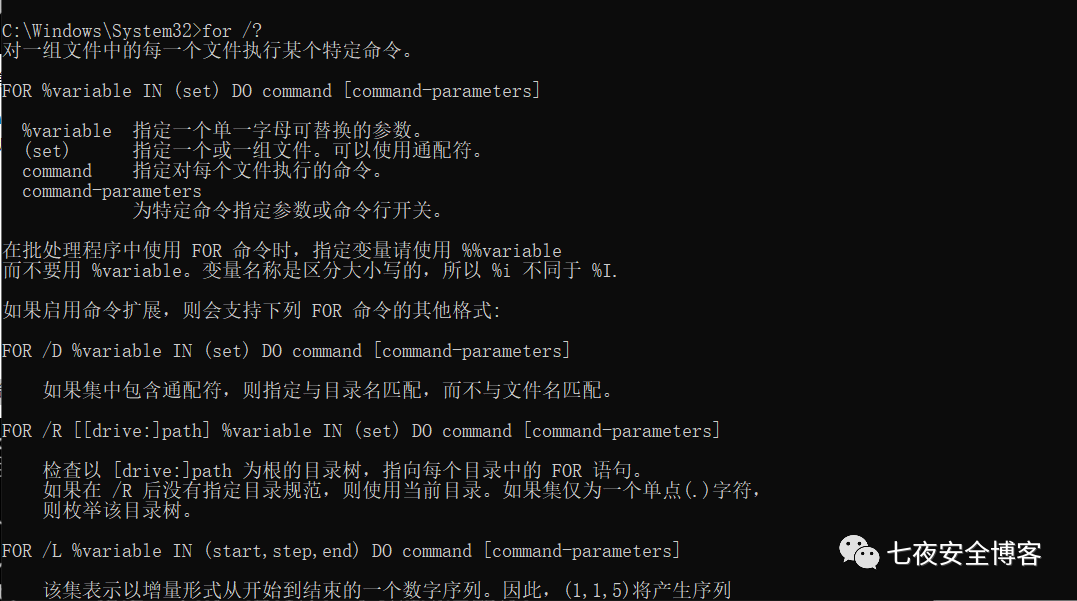 C:\Windows\System32>for /?
对一组文件中的每一个文件执行某个特定命令。
FOR %variable IN (set) DO command [command-parameters]
%variable 指定一个单一字母可替换的参数。
(set) 指定一个或一组文件。可以使用通配符。
command 指定对每个文件执行的命令。
command-parameters
为特定命令指定参数或命令行开关。
在批处理程序中使用 FOR 命令时，指定变量请使用 %%variable
而不要用 %variable。变量名称是区分大小写的，所以 %i 不同于 %I.
如果启用命令扩展，则会支持下列 FOR 命令的其他格式:
FOR /D %variable IN (set) DO command [command-parameters]
如果集中包含通配符，则指定与目录名匹配，而不与文件名匹配。
FOR /R [[drive:]path] %variable IN (set) DO command [command-parameters]
检查以 [drive:]path 为根的目录树，指向每个目录中的 FOR 语句。
如果在 /R 后没有指定目录规范，则使用当前目录。如果集仅为一个单点(.)字符，
则枚举该目录树。
FOR /L %variable IN (start,step,end) DO command [command-parameters]
该集表示以增量形式从开始到结束的一个数字序列。因此，(1,1,5)将产生序列
七夜安全博客